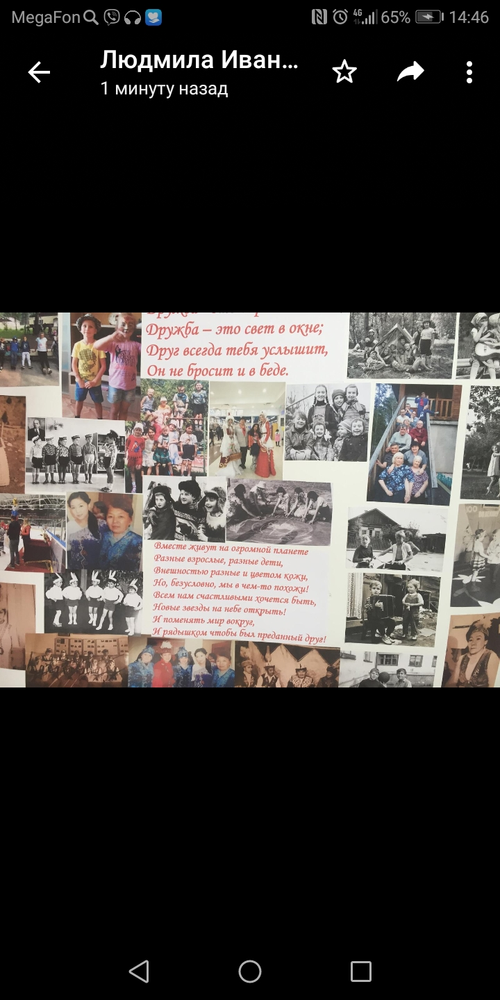 MegaFon
4G
65%
14:46
Людмила Иван...
1 минуту назад
Дружба – это свет в окне;
Друг всегда тебя услышит,
Он не бросит и в беде.
Вместе живут на огромной планете
Разные взрослые, разные дети,
Внешностью разные и цветом кожи,
Но, безусловно, мы в чем-то похожи!
Всем нам счастливыми хочется быть,
Новые звезды на небе открыть!
И поменять мир вокруг,
И рядышком чтобы был преданный друг!